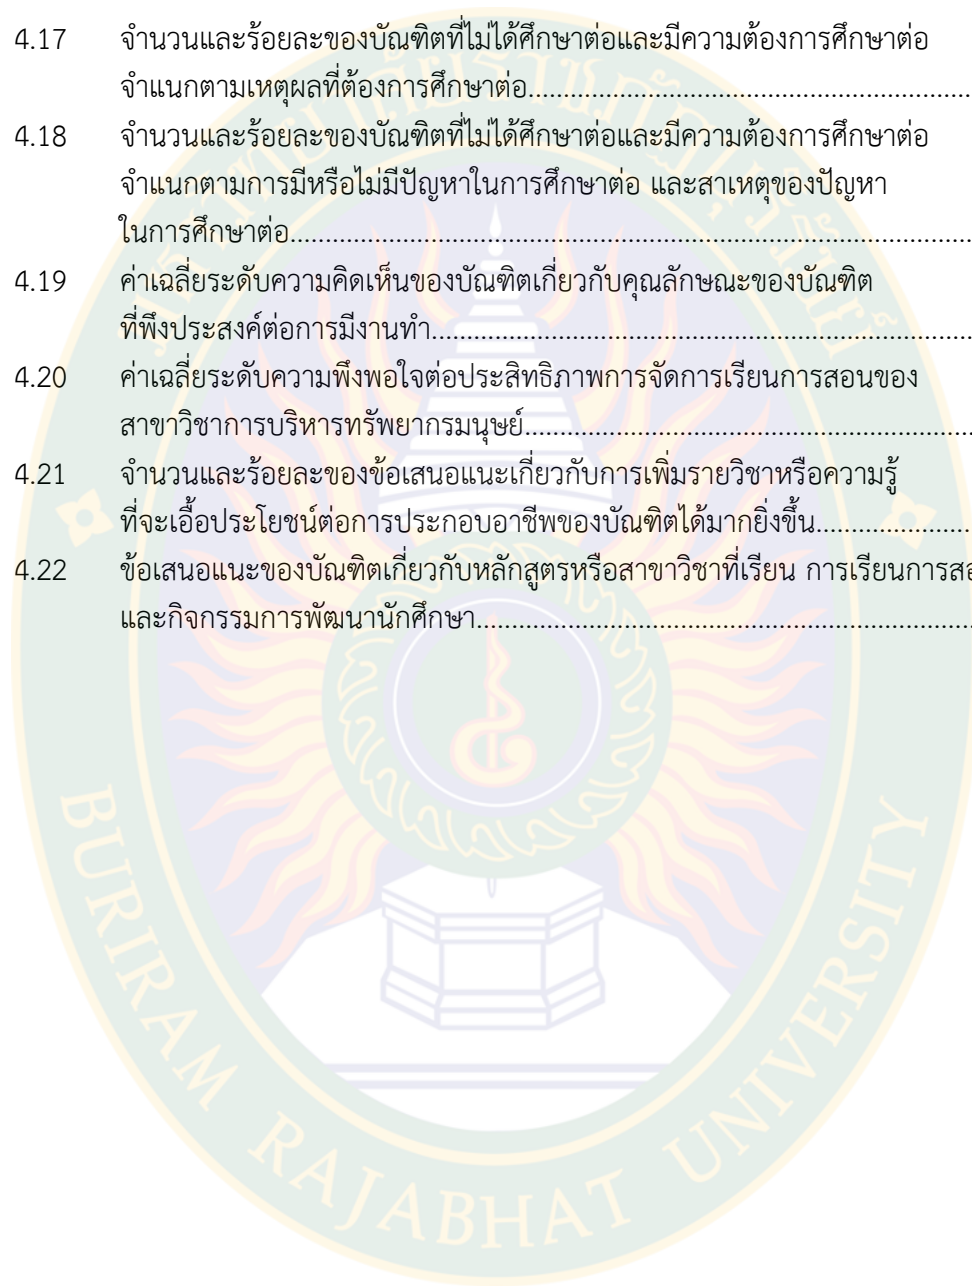 4.17 จำนวนและร้อยละของบัณฑิตที่ไม่ได้ศึกษาต่อและมีความต้องการศึกษาต่อ
จำแนกตามเหตุผลที่ต้องการศึกษาต่อ......................................................................
4.18 จำนวนและร้อยละของบัณฑิตที่ไม่ได้ศึกษาต่อและมีความต้องการศึกษาต่อ
จำแนกตามการมีหรือไม่มีปัญหาในการศึกษาต่อ และสาเหตุของปัญหา
ในการศึกษาต่อ...........................................................................................................
4.19 ค่าเฉลี่ยระดับความคิดเห็นของบัณฑิตเกี่ยวกับคุณลักษณะของบัณฑิต
ที่พึงประสงค์ต่อการมีงานทำ....................................................................................
4.20 ค่าเฉลี่ยระดับความพึงพอใจต่อประสิทธิภาพการจัดการเรียนการสอนของ
สาขาวิชาการบริหารทรัพยากรมนุษย์......................................................................
4.21 จำนวนและร้อยละของข้อเสนอแนะเกี่ยวกับการเพิ่มรายวิชาหรือความรู้
ที่จะเอื้อประโยชน์ต่อการประกอบอาชีพของบัณฑิตได้มากยิ่งขึ้น.......................
4.22 ข้อเสนอแนะของบัณฑิตเกี่ยวกับหลักสูตรหรือสาขาวิชาที่เรียน การเรียนการสอ
และกิจกรรมการพัฒนานักศึกษา..............................................................................
BURIRAM RAJABHAT UNIVERSITY